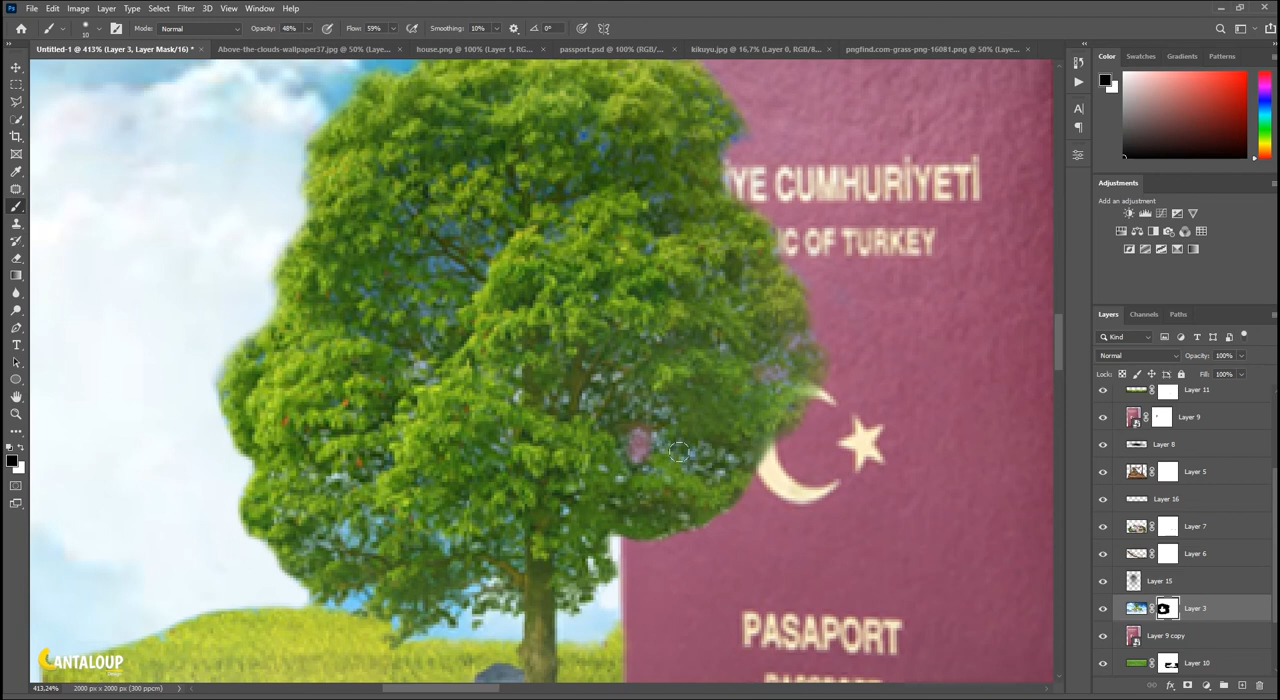 File Edit Image Layer Type Select Filter 3D View Window Help
10 Mode: Normal Opacity: 48% Flow: 59% Smoothing: 10% 0°
Untitled-1 @ 413% (Layer 3, Layer Mask/16) * × Above-the-clouds-wallpaper37.jpg @ 50% (Laye... × house.png @ 100% (Layer 1, RG... × passport.psd @ 100% (RGB/... × kikuyu.jpg @ 16,7% (Layer 0, RGB/8... × pngfind.com-grass-png-16081.png @ 50% (Laye... ×
Color Swatches Gradients Patterns
YE CUMHURİYETİ
IC OF TURKEY
PASAPORT
CANTALOUP
Design
Adjustments
Add an adjustment
Layers Channels Paths
Kind
Normal Opacity: 100%
Lock: Fill: 100%
Layer 11
Layer 9
Layer 8
Layer 5
Layer 16
Layer 7
Layer 6
Layer 15
Layer 3
Layer 9 copy
Layer 10
413,24% 2000 px x 2000 px (300 ppcm)